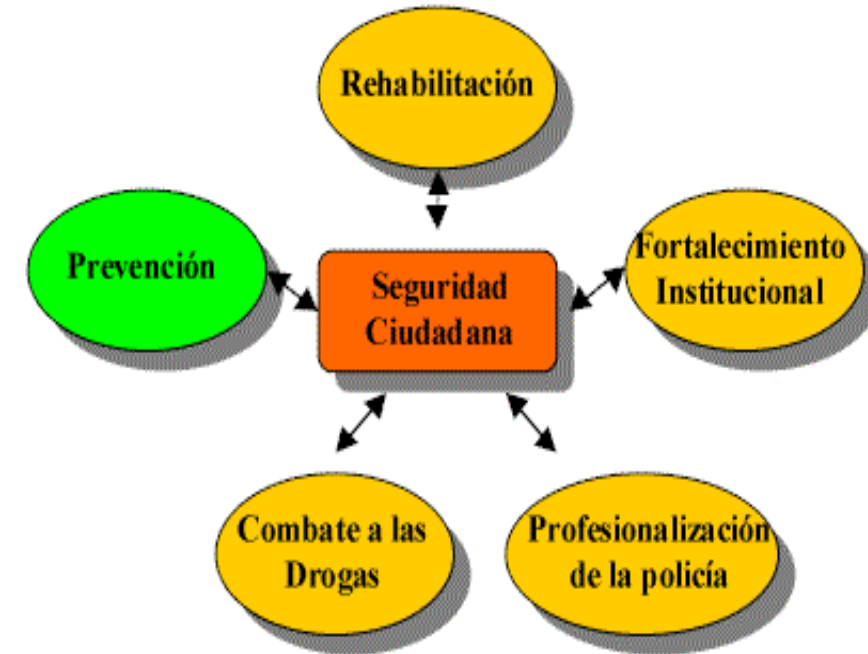 Rehabilitación
Prevención
Fortalecimiento
Institucional
Seguridad
Ciudadana
Combate a las
Drogas
Profesionalización
de la policía